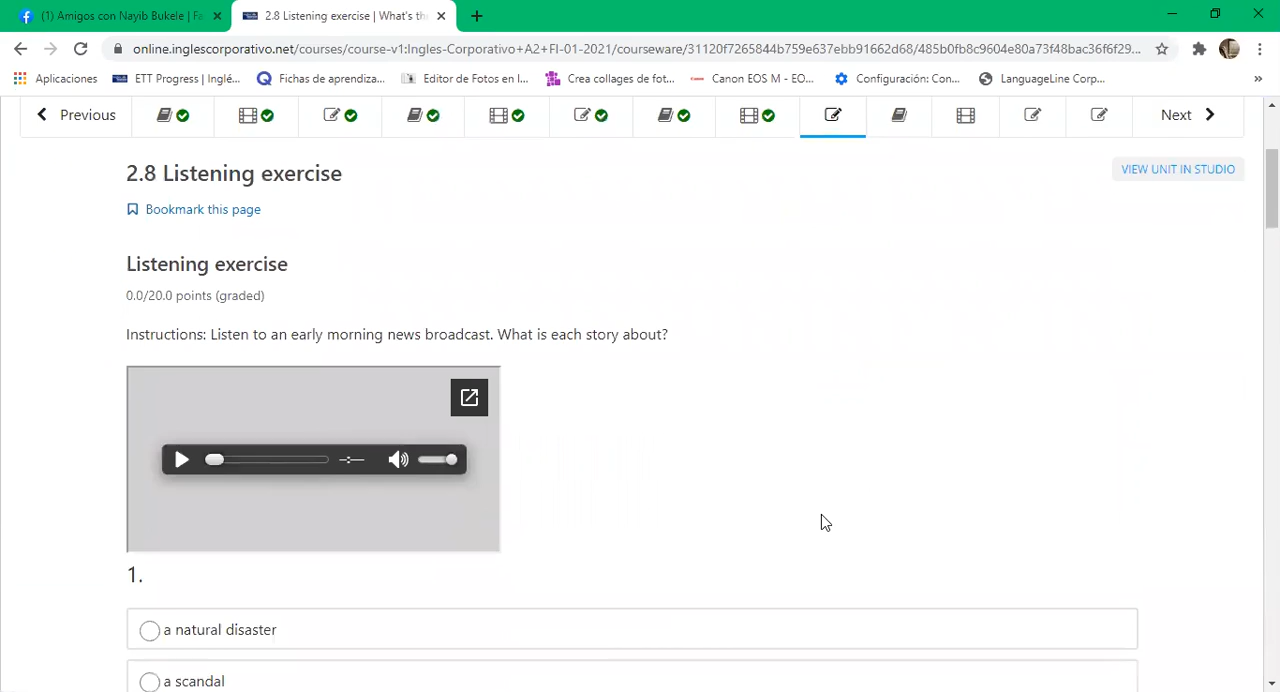 (1) Amigos con Nayib Bukele | Fa
2.8 Listening exercise | What's th
online.inglescorporativo.net/courses/course-v1:Ingles-Corporativo+A2+FI-01-2021/courseware/31120f7265844b759e637ebb91662d68/485b0fb8c9604e80a73f48bac36f6f29...
Aplicaciones
ETT Progress | Inglé...
Fichas de aprendiza...
Editor de Fotos en l...
Crea collages de fot...
Canon EOS M - EO...
Configuración: Con...
LanguageLine Corp...
»
Previous
Next
2.8 Listening exercise
VIEW UNIT IN STUDIO
Bookmark this page
Listening exercise
0.0/20.0 points (graded)
Instructions: Listen to an early morning news broadcast. What is each story about?
-:--
1.
a natural disaster
a scandal